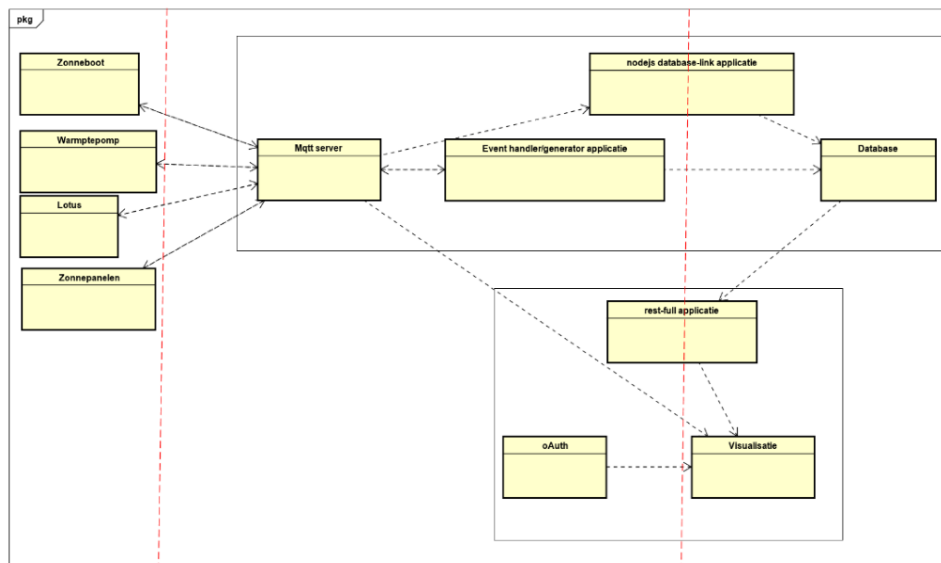 pkg
Zonneboot
nodejs database-link applicatie
Warmptepomp
Mqtt server
Event handler/generator applicatie
Database
Lotus
Zonnepanelen
rest-full applicatie
oAuth
Visualisatie